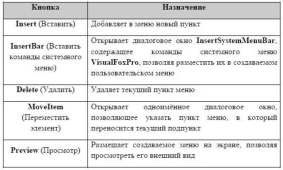 Кнопка
Назначение
Insert (Вставить)
Добавляет в меню новый пункт
InsertBar (Вставить
команды системного
меню)
Открывает диалоговое окно InsertSystemMenuBar,
содержащее команды системного меню
VisualFoxPro, позволяя разместить их в создаваемом
пользовательском меню
Delete (Удалить)
Удаляет текущий пункт меню
MoveItem
(Переместить
элемент)
Открывает одноимённое диалоговое окно,
позволяющее указать пункт меню, в который
переносится текущий подпункт
Preview (Просмотр)
Размещает создаваемое меню на экране, позволяя
просмотреть его внешний вид